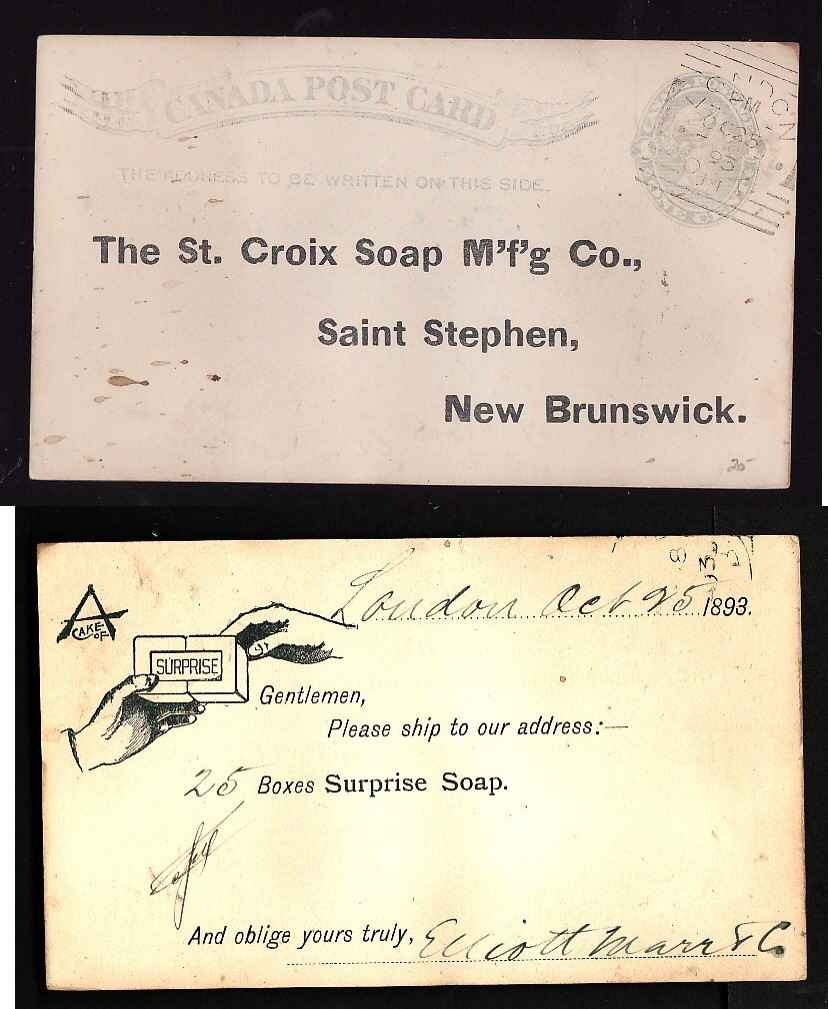 CANADA POST CARD
THE ADDRESS TO BE WRITTEN ON THIS SIDE.
The St. Croix Soap M'f'g Co.,
Saint Stephen,
New Brunswick.
25
A
CAKE
OF
SURPRISE
London Oct 25 1893.
Gentlemen,
Please ship to our address:—
25 Boxes Surprise Soap.
And oblige yours truly, Elliott Marr & Co.